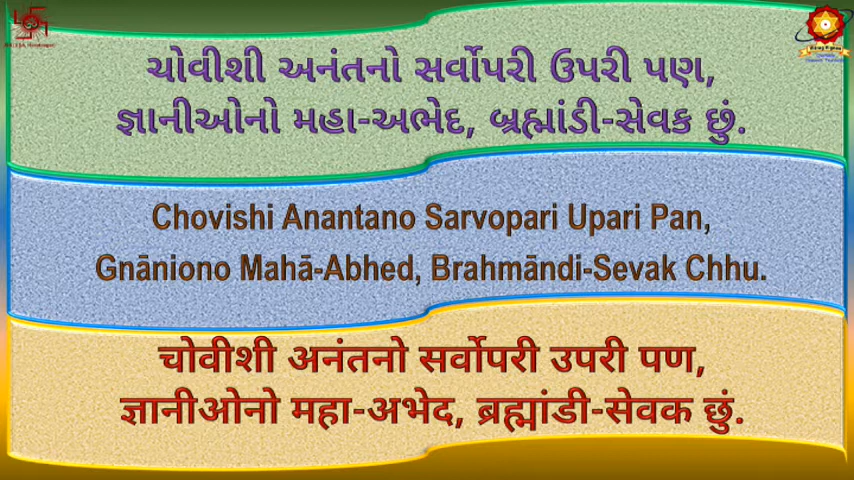 ચોવીશી અનંતનો સર્વોપરી ઉપરી પણ,
જ્ઞાનીઓનો મહા-અભેદ, બ્રહ્માંડી-સેવક છું.
Chovishi Anantano Sarvopari Upari Pan,
Gnāniono Mahā-Abhed, Brahmāndi-Sevak Chhu.
चोवीशी अनंतनो सर्वोपरी उपरी पण,
ज्ञानीओनो महा-अभेद, ब्रह्मांडी-सेवक छुं.